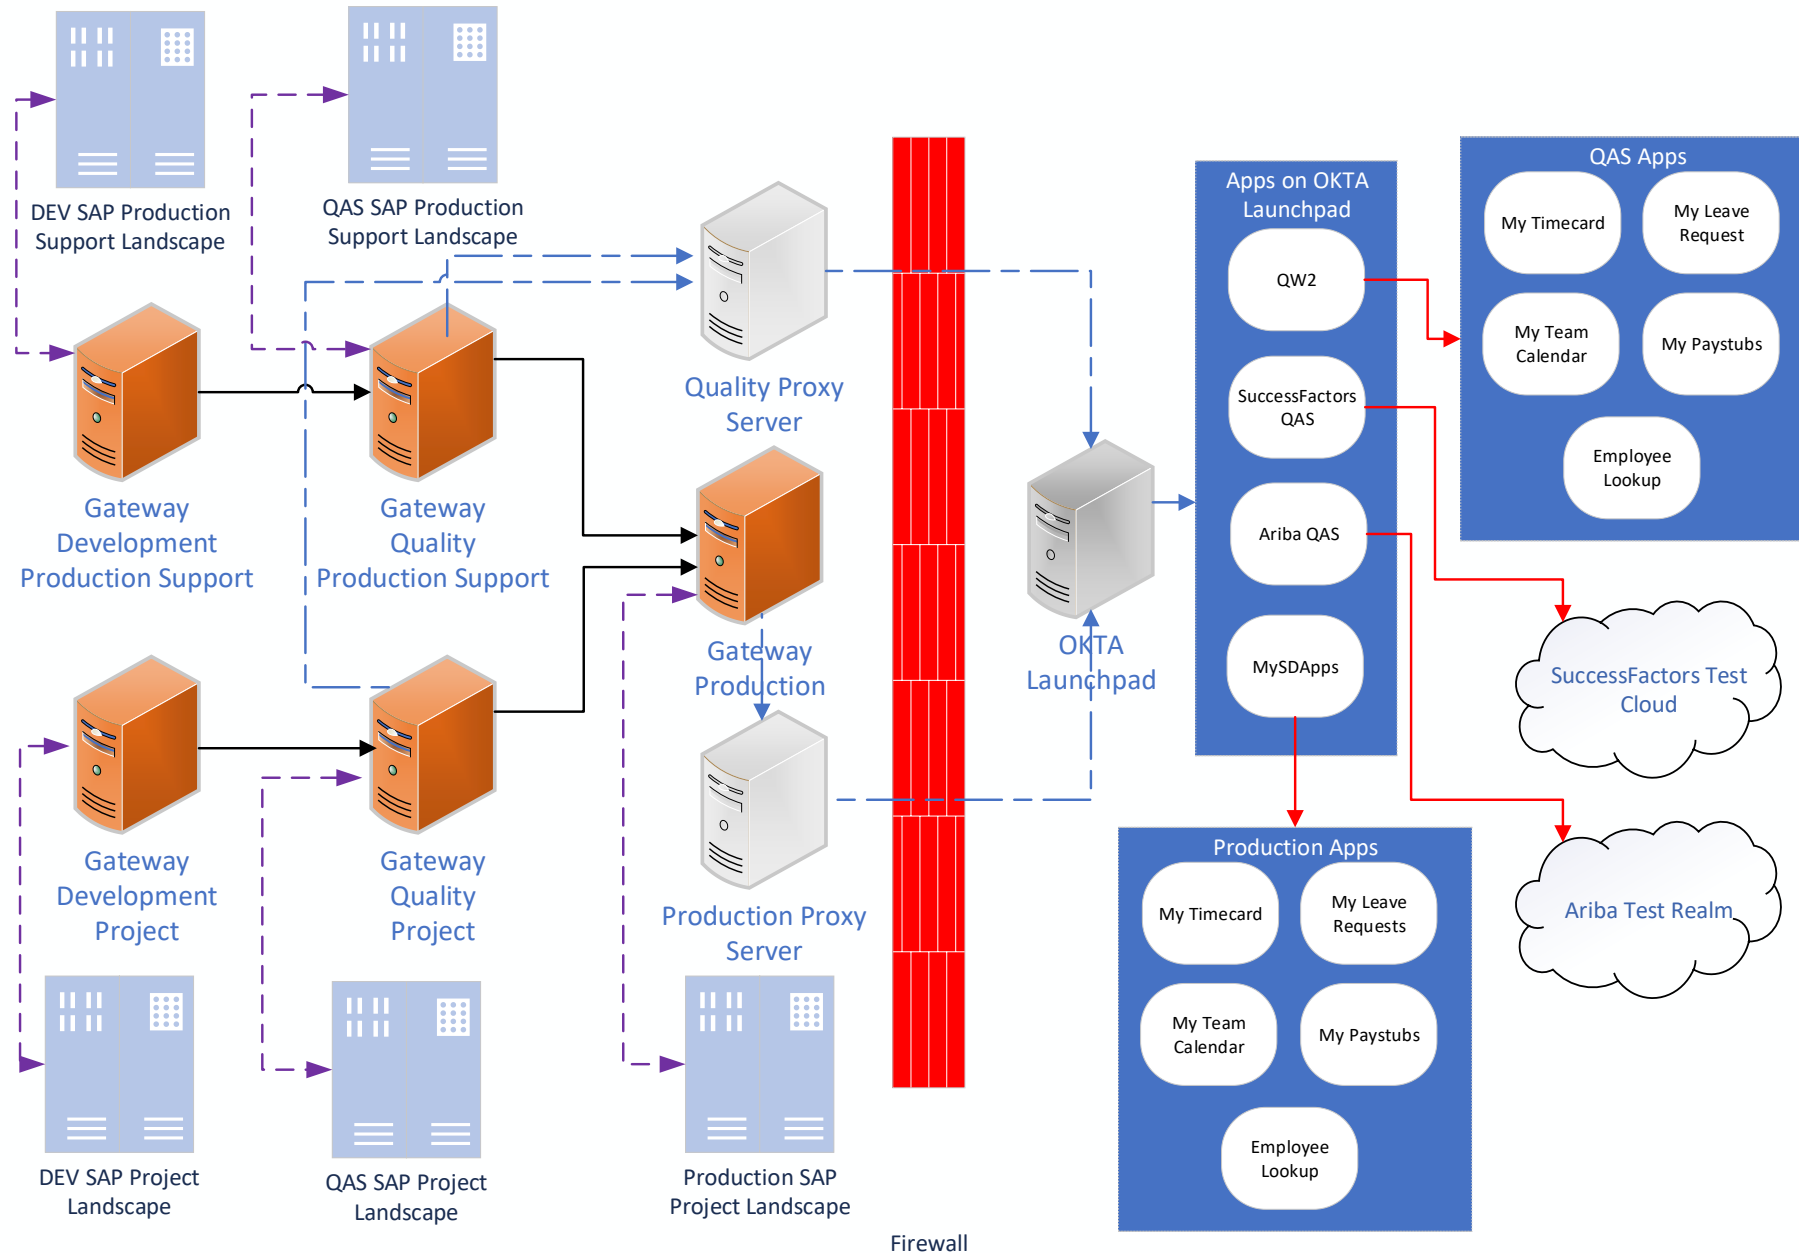 DEV SAP Production
Support Landscape
QAS SAP Production
Support Landscape
Gateway
Development
Production Support
Gateway
Quality
Production Support
Quality Proxy
Server
Gateway
Production
Gateway
Development
Project
Gateway
Quality
Project
Production Proxy
Server
DEV SAP Project
Landscape
QAS SAP Project
Landscape
Production SAP
Project Landscape
Firewall
OKTA
Launchpad
Apps on OKTA
Launchpad
QW2
SuccessFactors
QAS
Ariba QAS
MySDApps
QAS Apps
My Timecard
My Leave
Request
My Team
Calendar
My Paystubs
Employee
Lookup
SuccessFactors Test
Cloud
Ariba Test Realm
Production Apps
My Timecard
My Leave
Requests
My Team
Calendar
My Paystubs
Employee
Lookup